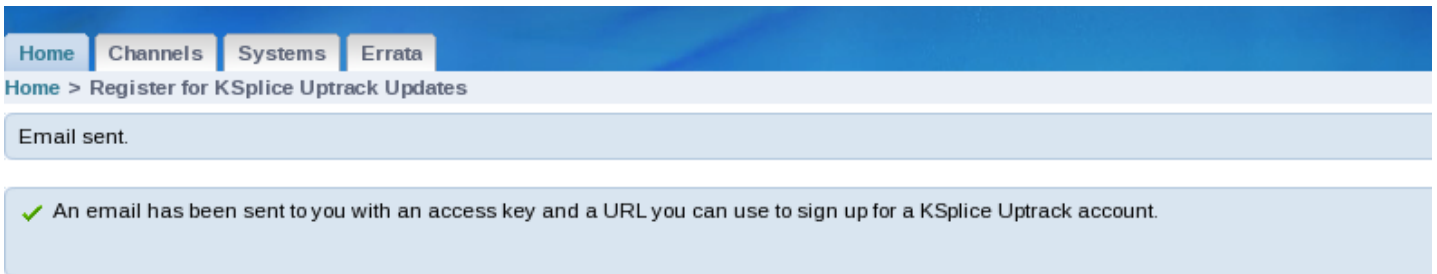 Home Channels Systems Errata
Home > Register for KSplice Uptrack Updates
Email sent.
An email has been sent to you with an access key and a URL you can use to sign up for a KSplice Uptrack account.